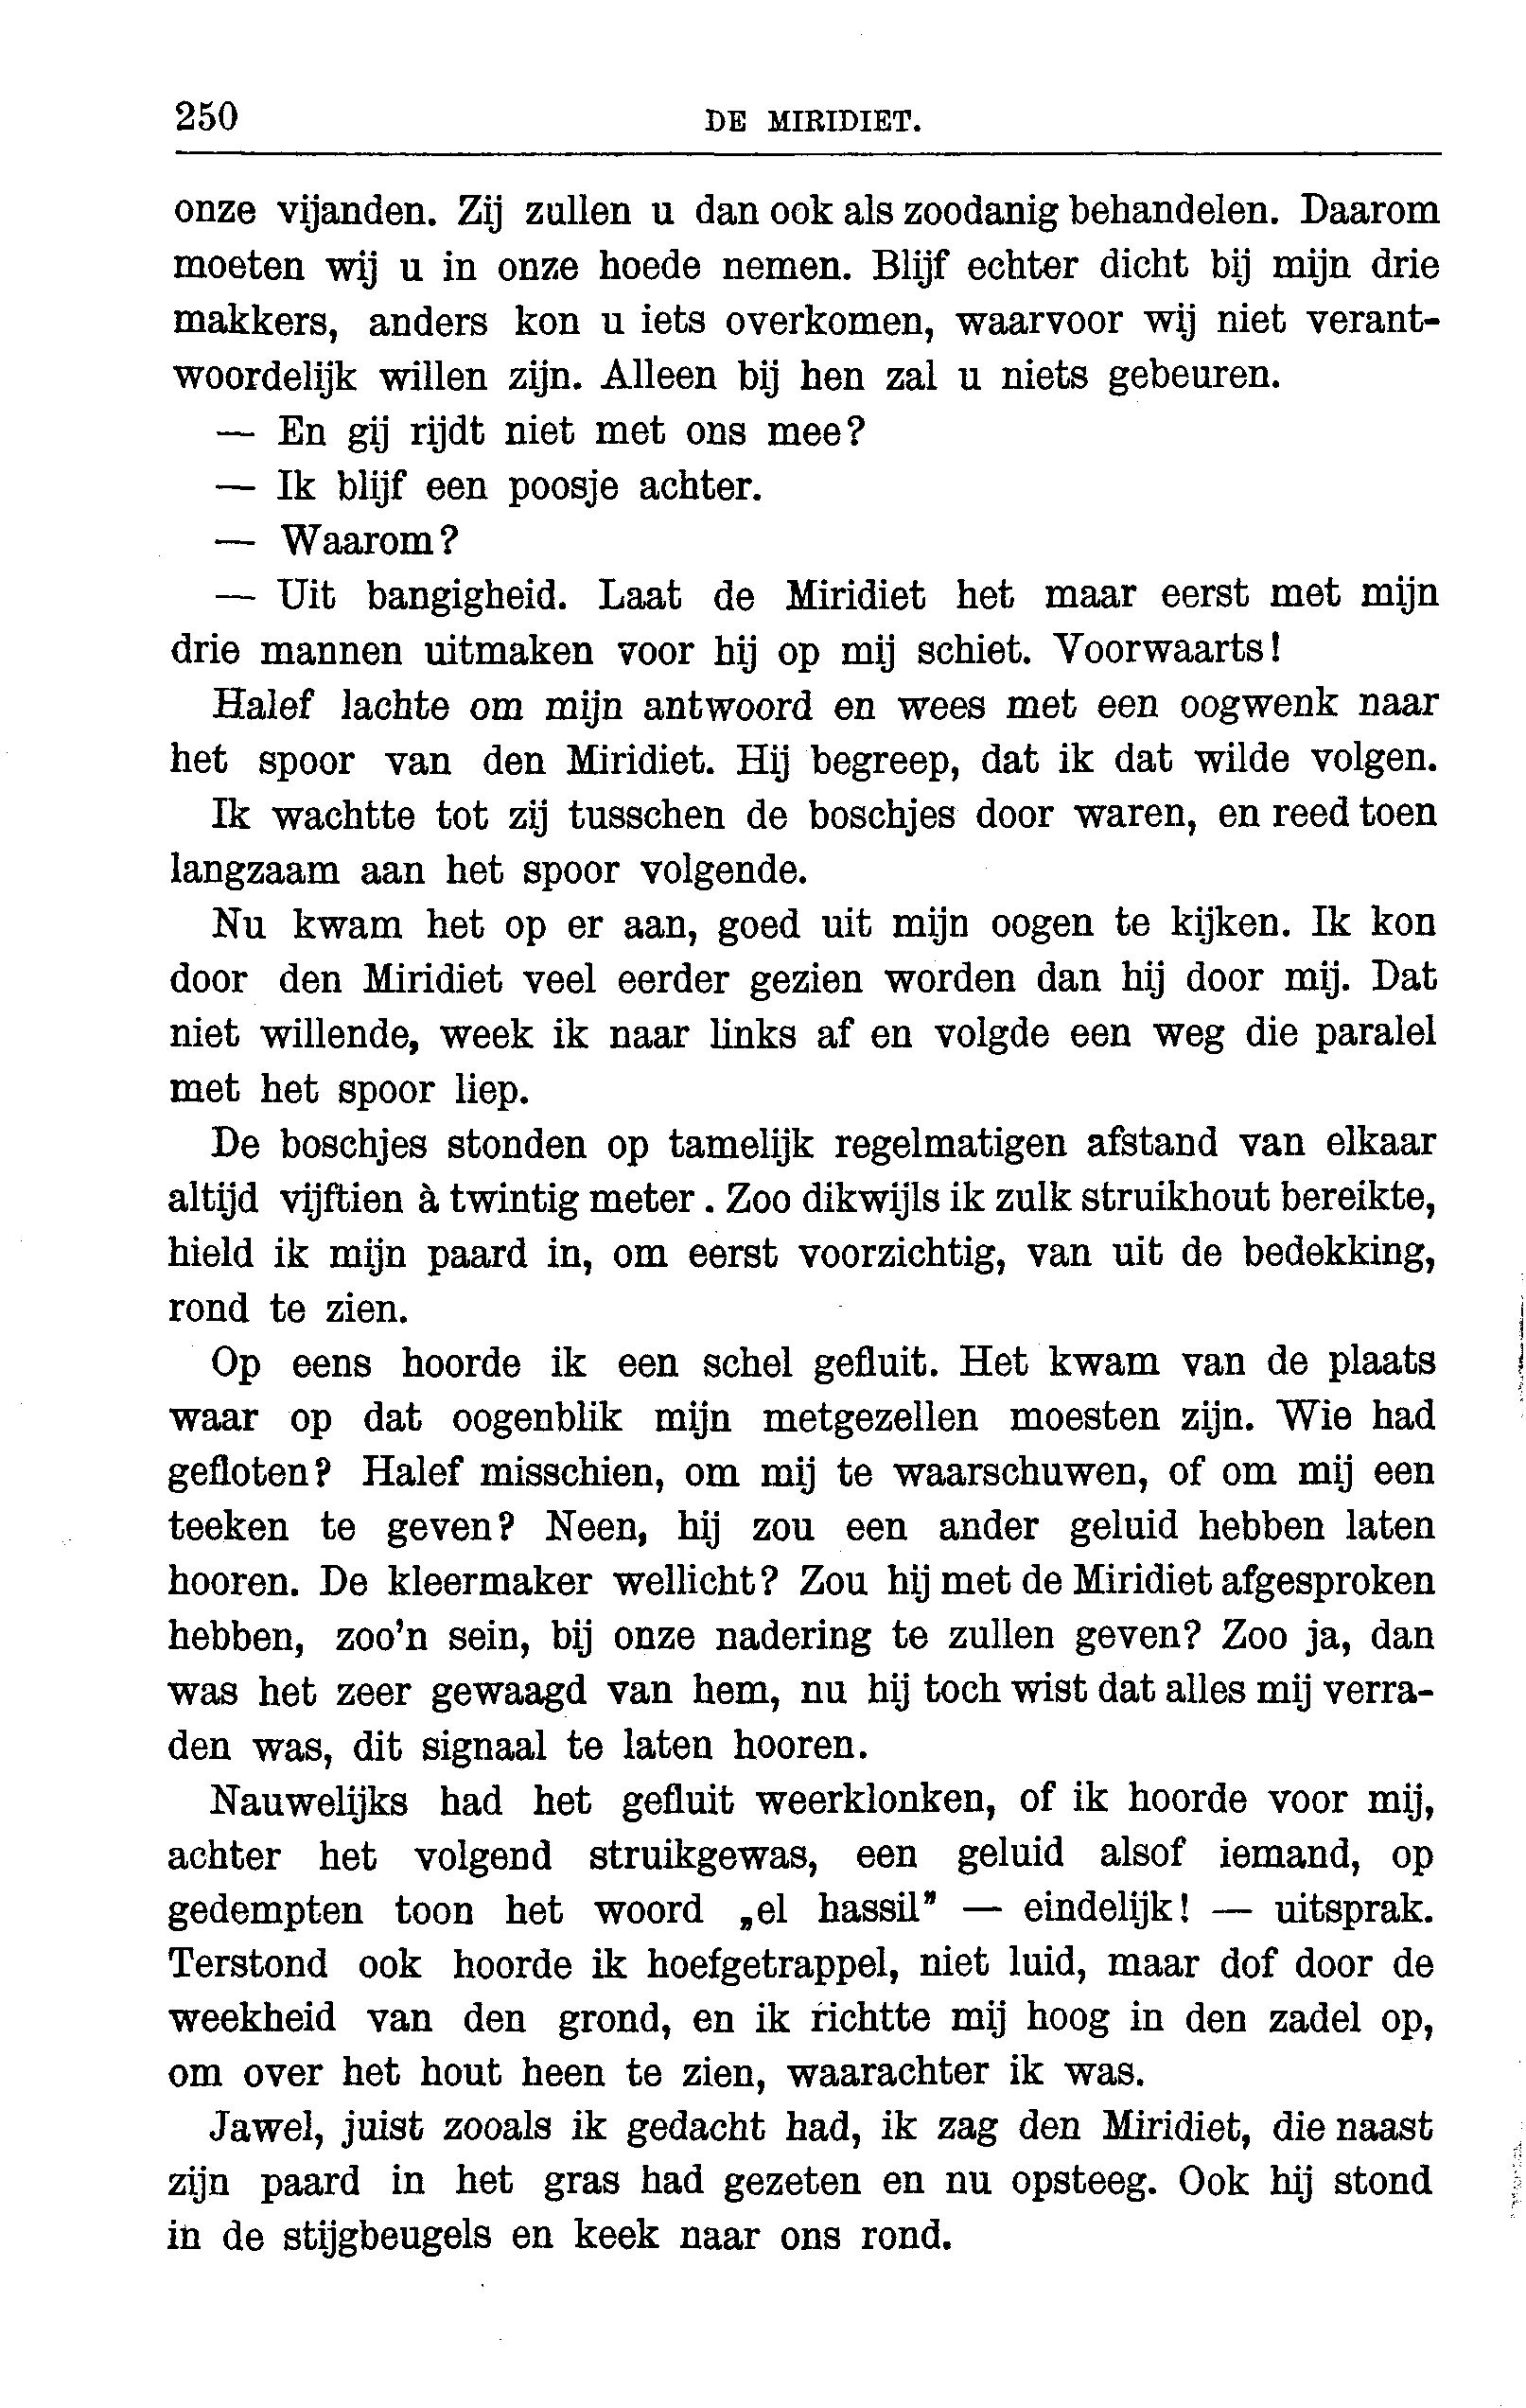 250 DE MIRIDIET.
onze vijanden. Zij zullen u dan ook als zoodanig behandelen. Daarom
moeten wij u in onze hoede nemen. Blijf echter dicht bij mijn drie
makkers, anders kon u iets overkomen, waarvoor wij niet verant-
woordelijk willen zijn. Alleen bij hen zal u niets gebeuren.
— En gij rijdt niet met ons mee?
— Ik blijf een poosje achter.
— Waarom?
— Uit bangigheid. Laat de Miridiet het maar eerst met mijn
drie mannen uitmaken voor hij op mij schiet. Voorwaarts!
Halef lachte om mijn antwoord en wees met een oogwenk naar
het spoor van den Miridiet. Hij begreep, dat ik dat wilde volgen.
Ik wachtte tot zij tusschen de boschjes door waren, en reed toen
langzaam aan het spoor volgende.
Nu kwam het op er aan, goed uit mijn oogen te kijken. Ik kon
door den Miridiet veel eerder gezien worden dan hij door mij. Dat
niet willende, week ik naar links af en volgde een weg die paralel
met het spoor liep.
De boschjes stonden op tamelijk regelmatigen afstand van elkaar
altijd vijftien à twintig meter . Zoo dikwijls ik zulk struikhout bereikte,
hield ik mijn paard in, om eerst voorzichtig, van uit de bedekking,
rond te zien.
Op eens hoorde ik een schel gefluit. Het kwam van de plaats
waar op dat oogenblik mijn metgezellen moesten zijn. Wie had
gefloten? Halef misschien, om mij te waarschuwen, of om mij een
teeken te geven? Neen, hij zou een ander geluid hebben laten
hooren. De kleermaker wellicht? Zou hij met de Miridiet afgesproken
hebben, zoo'n sein, bij onze nadering te zullen geven? Zoo ja, dan
was het zeer gewaagd van hem, nu hij toch wist dat alles mij verra-
den was, dit signaal te laten hooren.
Nauwelijks had het gefluit weerklonken, of ik hoorde voor mij,
achter het volgend struikgewas, een geluid alsof iemand, op
gedempten toon het woord „el hassil” — eindelijk! — uitsprak.
Terstond ook hoorde ik hoefgetrappel, niet luid, maar dof door de
weekheid van den grond, en ik richtte mij hoog in den zadel op,
om over het hout heen te zien, waarachter ik was.
Jawel, juist zooals ik gedacht had, ik zag den Miridiet, die naast
zijn paard in het gras had gezeten en nu opsteeg. Ook hij stond
in de stijgbeugels en keek naar ons rond.